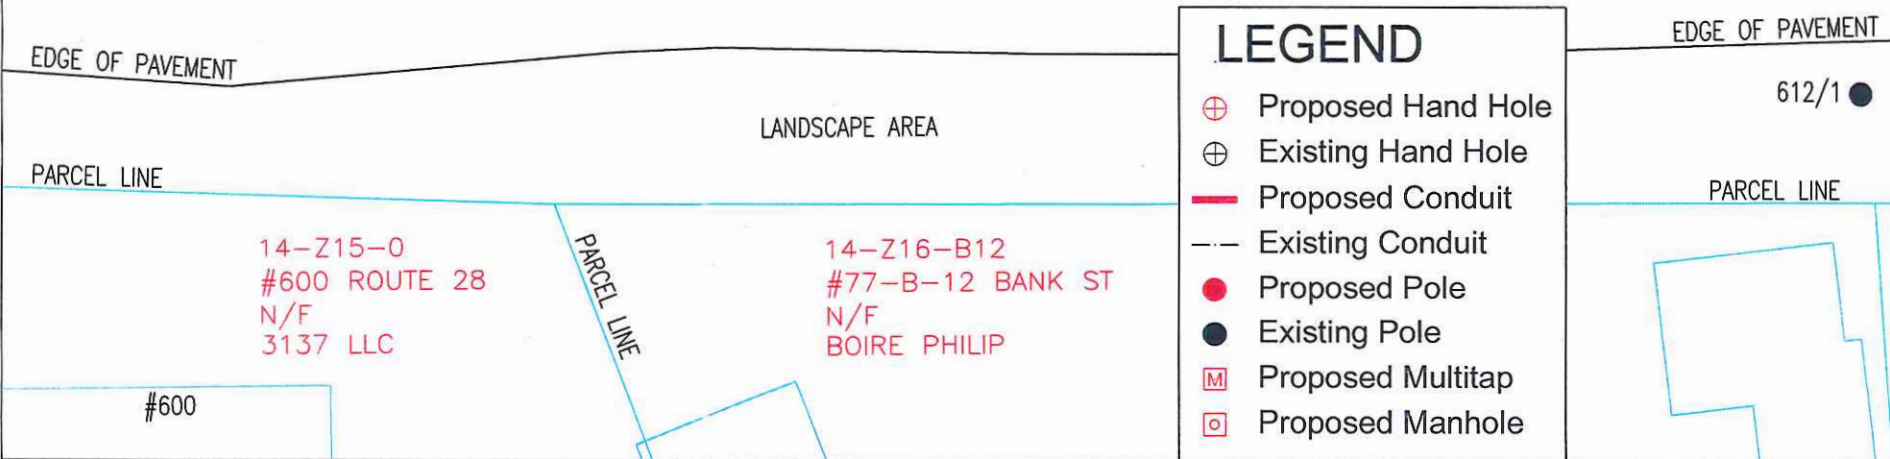 EDGE OF PAVEMENT
LANDSCAPE AREA
PARCEL LINE
14-Z15-0
#600 ROUTE 28
N/F
3137 LLC
#600
PARCEL LINE
14-Z16-B12
#77-B-12 BANK ST
N/F
BOIRE PHILIP
LEGEND
Proposed Hand Hole
Existing Hand Hole
Proposed Conduit
Existing Conduit
Proposed Pole
Existing Pole
M Proposed Multitap
Proposed Manhole
EDGE OF PAVEMENT
612/1
PARCEL LINE